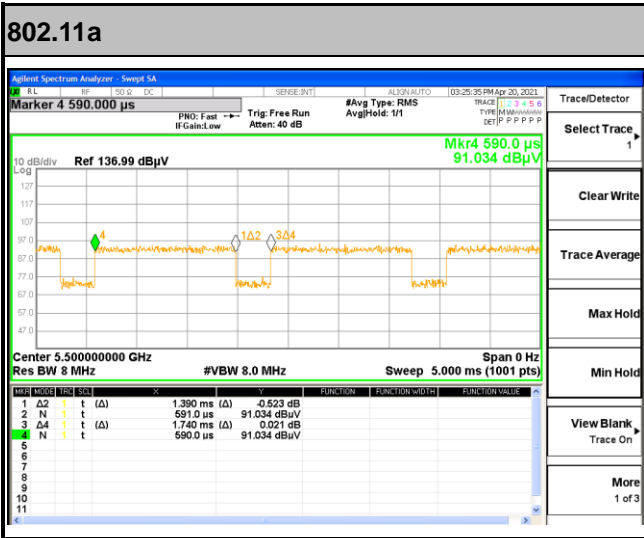 802.11a
Agilent Spectrum Analyzer - Swept SA
RL RF 50 Ω DC SENSE:INT ALIGN AUTO 03:25:35 PM Apr 20, 2021
Marker 4 590.000 µs
PNO: Fast
IFGain:Low
Trig: Free Run
Atten: 40 dB
#Avg Type: RMS
Avg|Hold: 1/1
TRACE 1 2 3 4 5 6
TYPE
DET P P P P P P
Mkr4 590.0 µs
91.034 dBµV
10 dB/div Ref 136.99 dBµV
Log
127
117
107
97.0
87.0
77.0
67.0
57.0
47.0
4
1Δ2
3Δ4
Center 5.500000000 GHz Span 0 Hz
Res BW 8 MHz #VBW 8.0 MHz Sweep 5.000 ms (1001 pts)
MKR MODE TRC SCL X Y FUNCTION FUNCTION WIDTH FUNCTION VALUE
1 Δ2 1 t (Δ) 1.390 ms (Δ) -0.523 dB
2 N 1 t 591.0 µs 91.034 dBµV
3 Δ4 1 t (Δ) 1.740 ms (Δ) 0.021 dB
4 N 1 t 590.0 µs 91.034 dBµV
5
6
7
8
9
10
11
Trace/Detector
Select Trace
1
Clear Write
Trace Average
Max Hold
Min Hold
View Blank
Trace On
More
1 of 3